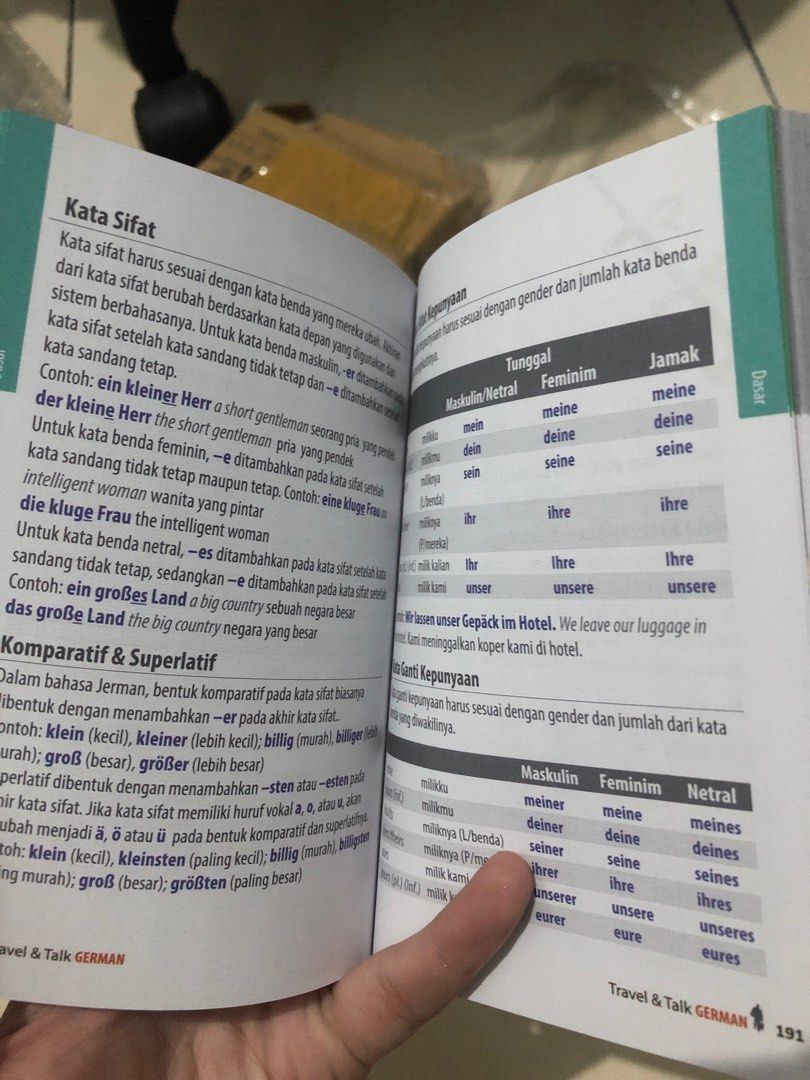 Kata Sifat
Kata sifat harus sesuai dengan kata benda yang mereka ubah. Akhiran
dari kata sifat berubah berdasarkan kata depan yang digunakan dan
sistem berbahasanya. Untuk kata benda maskulin, -er ditambahkan pada
kata sifat setelah kata sandang tidak tetap dan –e ditambahkan setelah
kata sandang tetap.
Contoh: ein kleiner Herr a short gentleman seorang pria yang pendek
der kleine Herr the short gentleman pria yang pendek
Untuk kata benda feminin, –e ditambahkan pada kata sifat setelah
kata sandang tidak tetap maupun tetap. Contoh: eine kluge Frau an
intelligent woman wanita yang pintar
die kluge Frau the intelligent woman
Untuk kata benda netral, –es ditambahkan pada kata sifat setelah kata
sandang tidak tetap, sedangkan –e ditambahkan pada kata sifat setelah
Contoh: ein großes Land a big country sebuah negara besar
das große Land the big country negara yang besar
Komparatif & Superlatif
Dalam bahasa Jerman, bentuk komparatif pada kata sifat biasanya
dibentuk dengan menambahkan –er pada akhir kata sifat..
ontoh: klein (kecil), kleiner (lebih kecil); billig (murah), billiger (lebih
urah); groß (besar), größer (lebih besar)
perlatif dibentuk dengan menambahkan –sten atau –esten pada
hir kata sifat. Jika kata sifat memiliki huruf vokal a, o, atau u, akan
ubah menjadi ä, ö atau ü pada bentuk komparatif dan superlatifnya.
toh: klein (kecil), kleinsten (paling kecil); billig (murah), billigsten
ing murah); groß (besar); größten (paling besar)
avel & Talk GERMAN
Kepunyaan
kepunyaan harus sesuai dengan gender dan jumlah kata benda
Tunggal
Maskulin/Netral Feminim Jamak
milikku mein meine meine
milikmu dein deine deine
miliknya sein seine seine
(L/benda)
miliknya ihr ihre ihre
(P/mereka)
milik kalian Ihr Ihre Ihre
milik kami unser unsere unsere
Wir lassen unser Gepäck im Hotel. We leave our luggage in
Kami meninggalkan koper kami di hotel.
Ganti Kepunyaan
ganti kepunyaan harus sesuai dengan gender dan jumlah dari kata
yang diwakilinya.
Maskulin Feminim Netral
milikku meiner meine meines
(inf.) milikmu deiner deine deines
miliknya (L/benda) seiner seine seines
miliknya ihrer ihre ihres
milik kami unserer unsere unseres
(pl.) (inf.) milik eurer eure eures
Travel & Talk GERMAN 191
Dasar